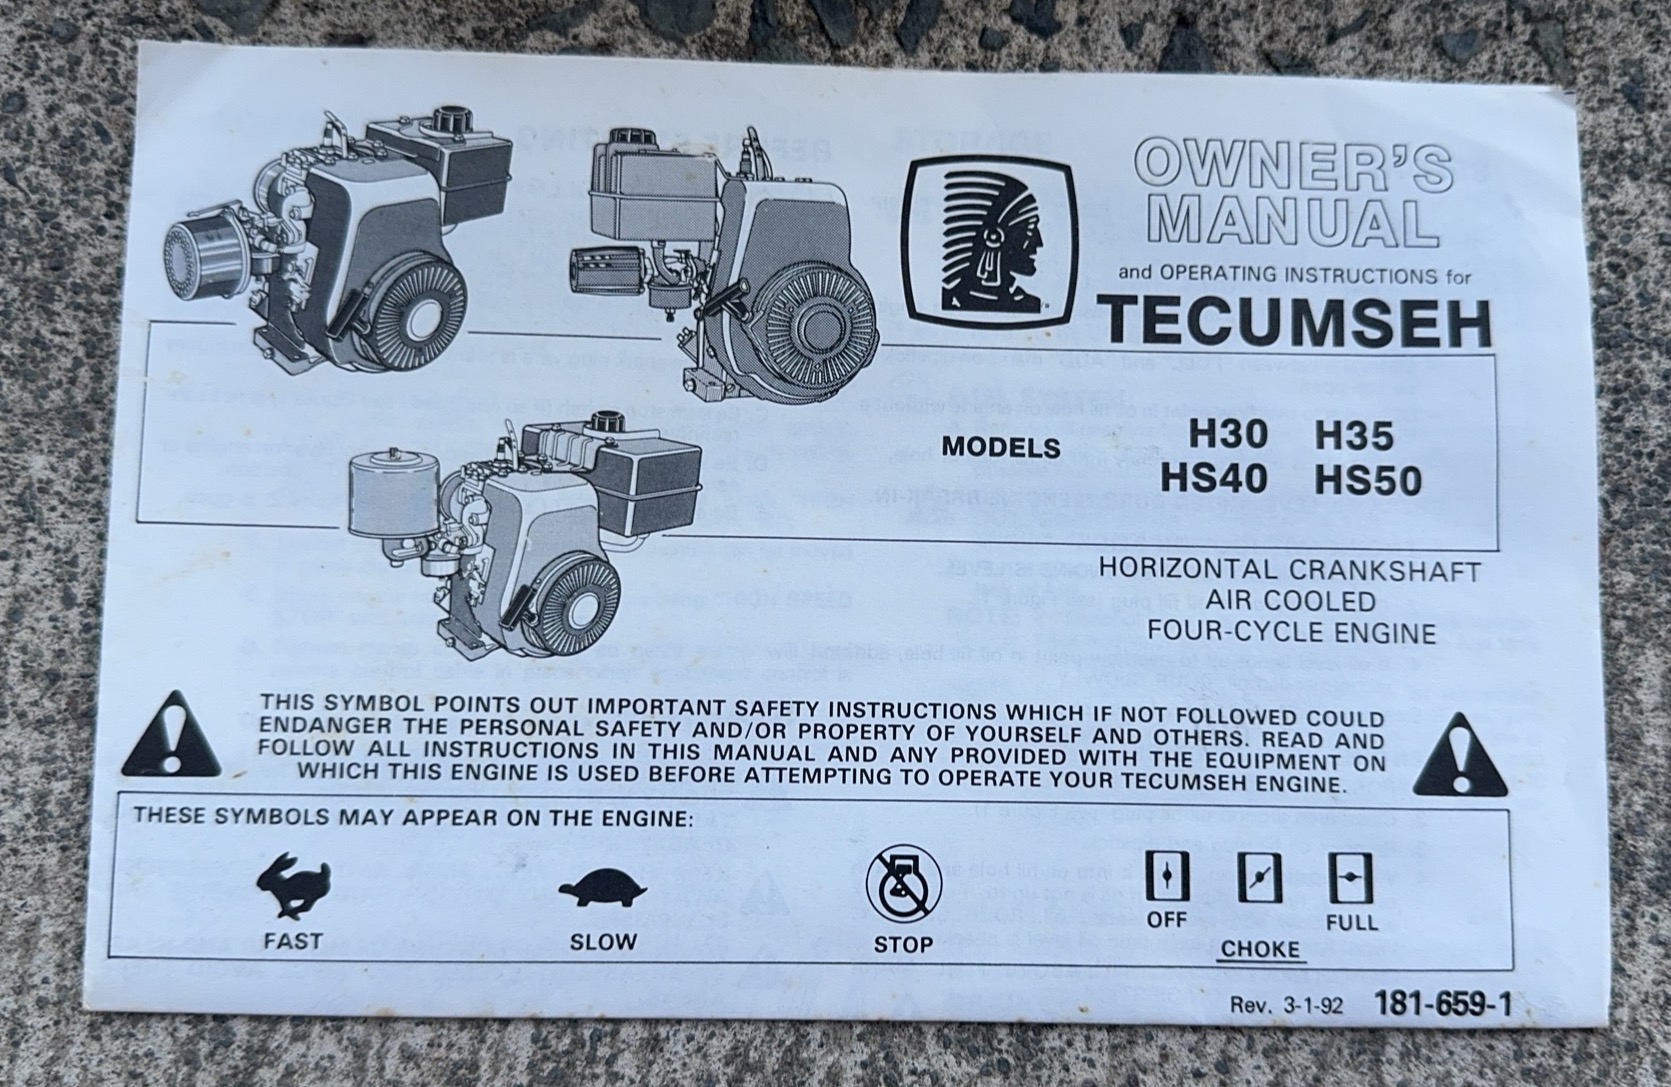 OWNER'S
MANUAL
and OPERATING INSTRUCTIONS for
TECUMSEH
MODELS
H30 H35
HS40 HS50
HORIZONTAL CRANKSHAFT
AIR COOLED
FOUR-CYCLE ENGINE
THIS SYMBOL POINTS OUT IMPORTANT SAFETY INSTRUCTIONS WHICH IF NOT FOLLOWED COULD
ENDANGER THE PERSONAL SAFETY AND/OR PROPERTY OF YOURSELF AND OTHERS. READ AND
FOLLOW ALL INSTRUCTIONS IN THIS MANUAL AND ANY PROVIDED WITH THE EQUIPMENT ON
WHICH THIS ENGINE IS USED BEFORE ATTEMPTING TO OPERATE YOUR TECUMSEH ENGINE.
THESE SYMBOLS MAY APPEAR ON THE ENGINE:
FAST SLOW STOP OFF FULL
CHOKE
Rev. 3-1-92 181-659-1